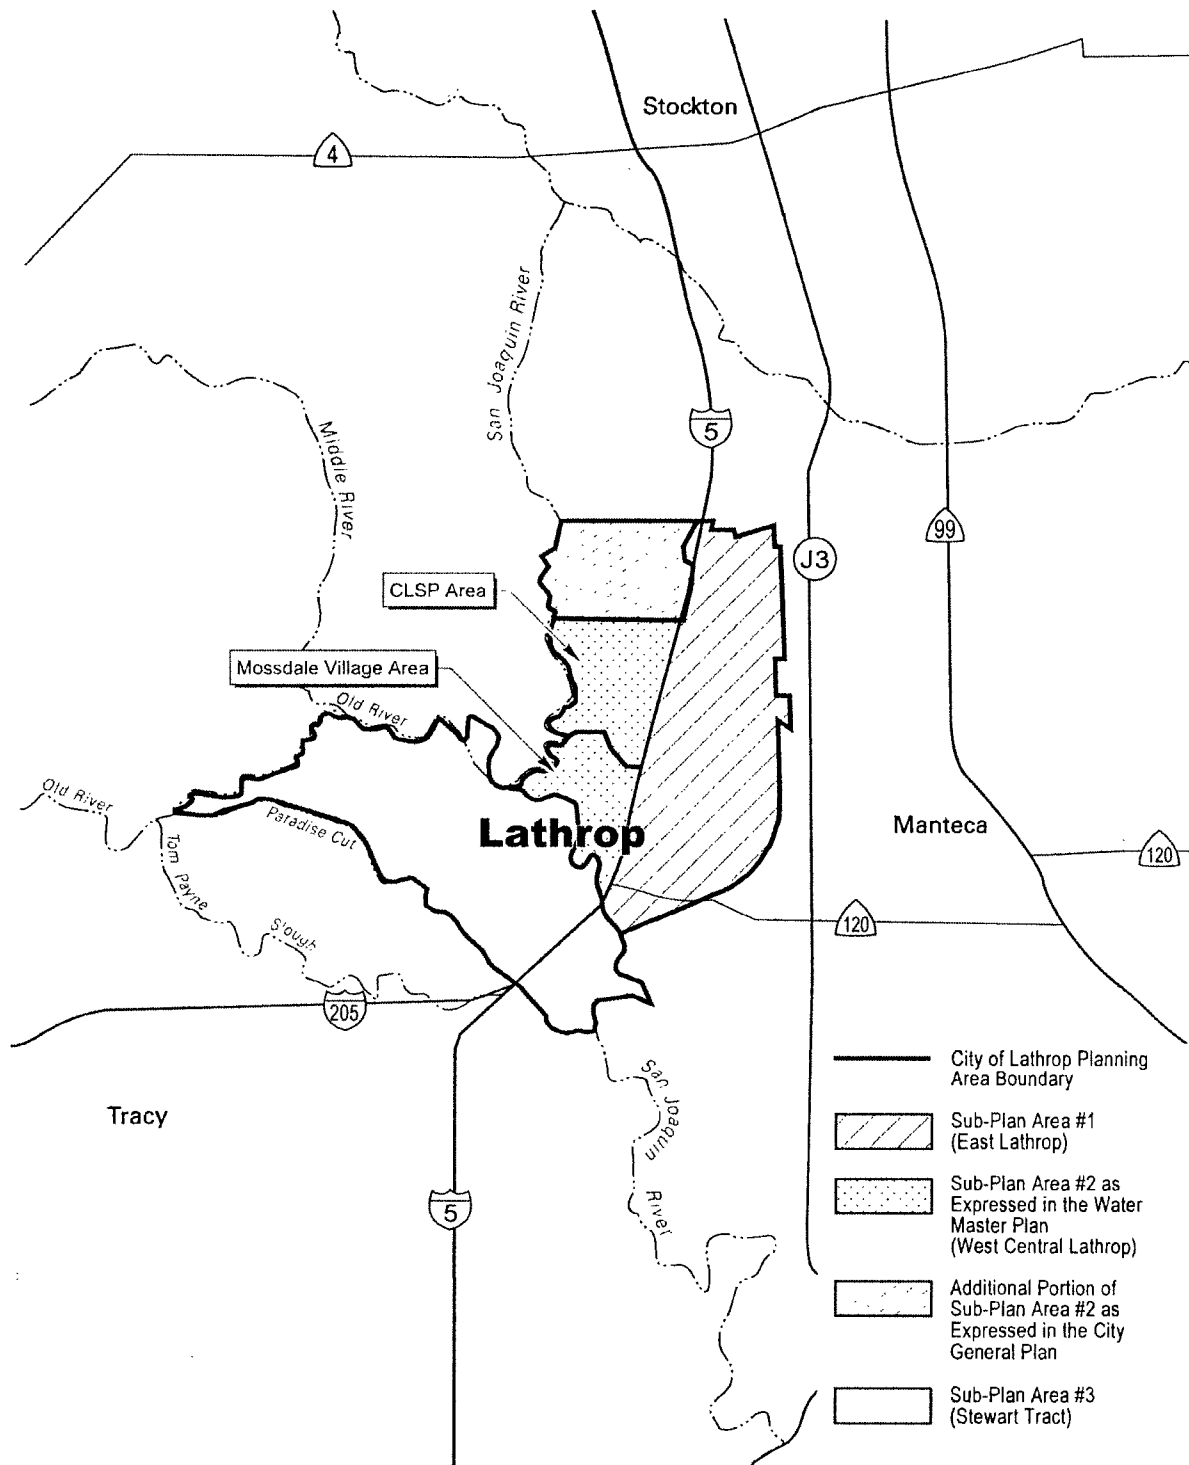 Stockton
4
San Joaquin River
Middle River
5
99
J3
CLSP Area
Mossdale Village Area
Old River
Old River
Paradise Cut
Lathrop
Manteca
120
Tom Payne
Slough
120
205
City of Lathrop Planning
Area Boundary
San Joaquin
River
Tracy
Sub-Plan Area #1
(East Lathrop)
Sub-Plan Area #2 as
Expressed in the Water
Master Plan
(West Central Lathrop)
5
Additional Portion of
Sub-Plan Area #2 as
Expressed in the City
General Plan
Sub-Plan Area #3
(Stewart Tract)